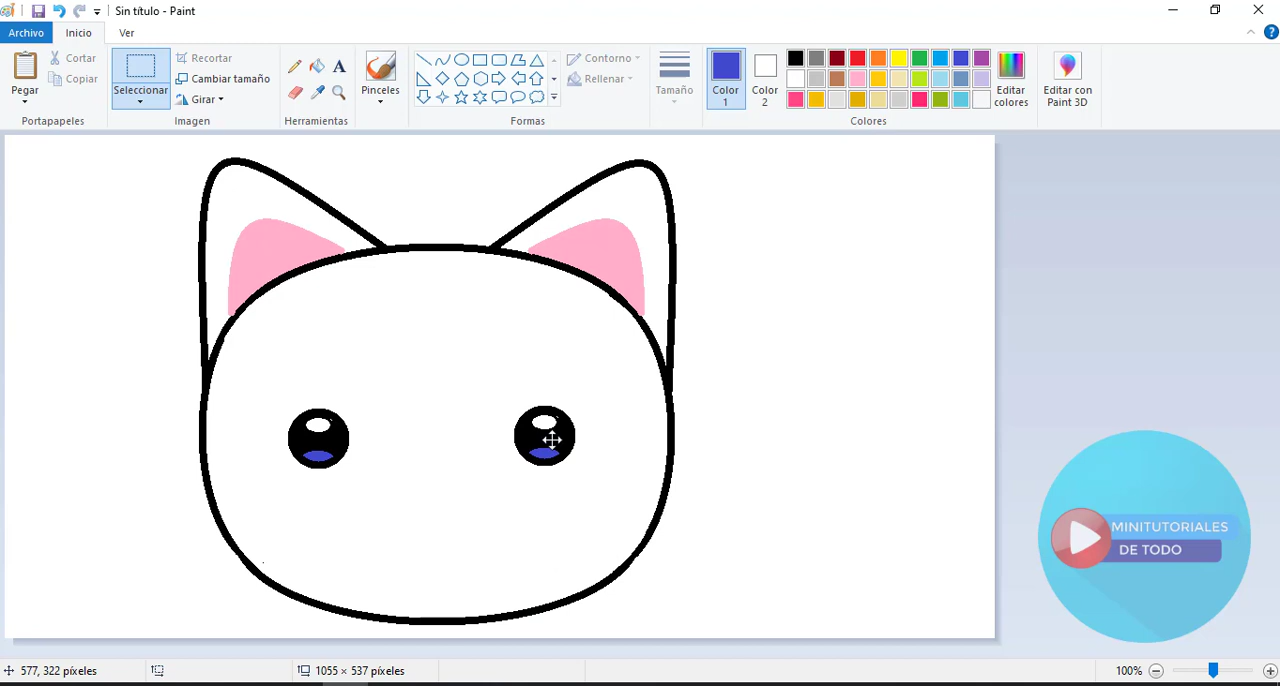 Sin título - Paint
Archivo Inicio Ver
Pegar
Cortar
Copiar
Portapapeles
Seleccionar
Recortar
Cambiar tamaño
Girar
Imagen
A
Herramientas
Pinceles
Contorno
Rellenar
Formas
Tamaño
Color
1
Color
2
Editar
colores
Colores
Editar con
Paint 3D
MINITUTORIALES
DE TODO
577, 322 píxeles
1055 × 537 píxeles
100%